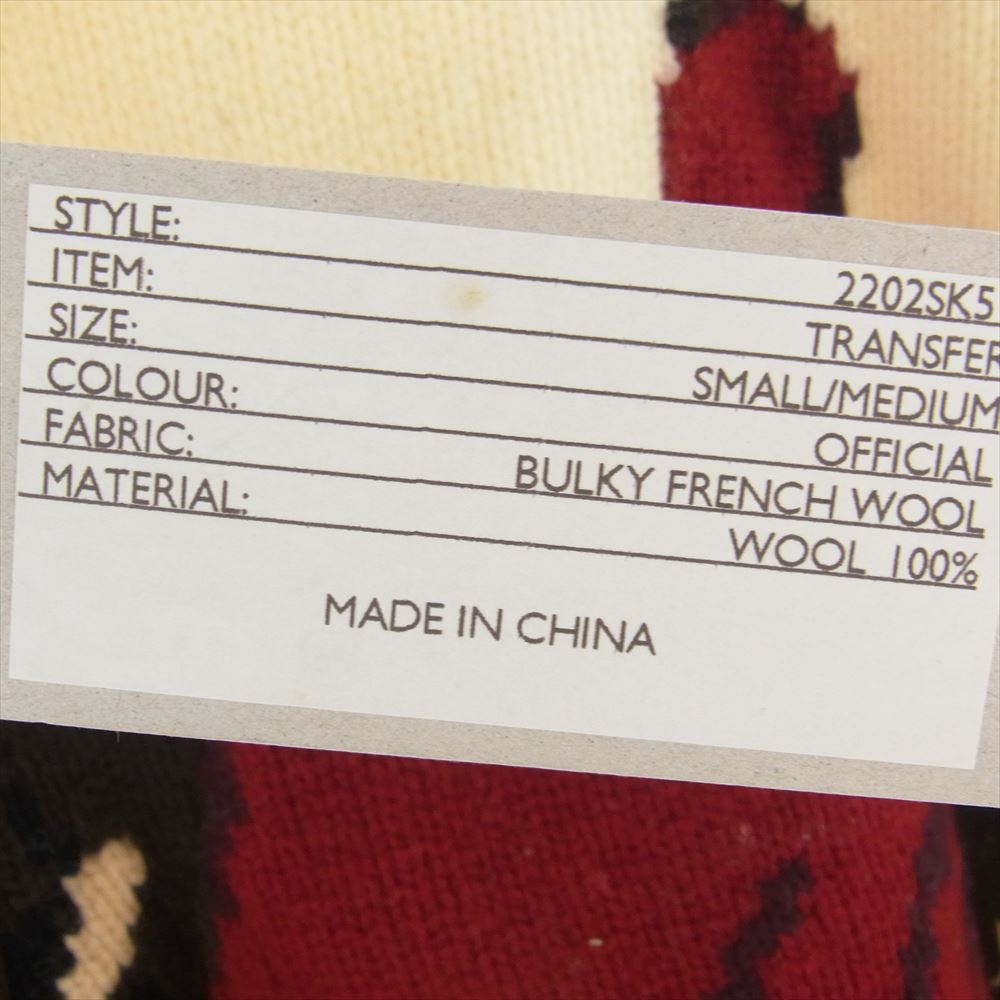 STYLE: 2202SK5
ITEM: TRANSFER
SIZE: SMALL/MEDIUM
COLOUR: OFFICIAL
FABRIC: BULKY FRENCH WOOL
MATERIAL: WOOL 100%
MADE IN CHINA